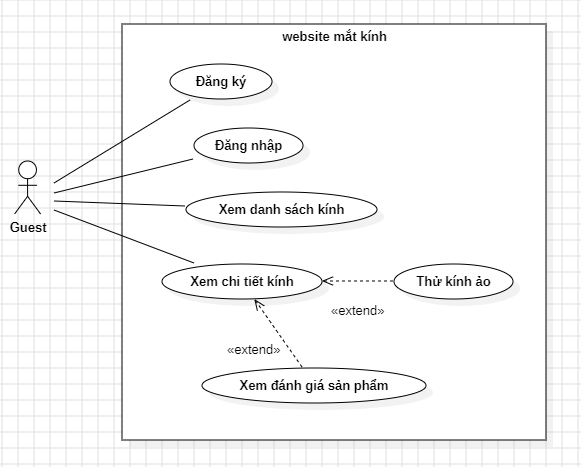 website mắt kính
Đăng ký
Đăng nhập
Guest
Xem danh sách kính
Xem chi tiết kính
Thử kính ảo
«extend»
«extend»
Xem đánh giá sản phẩm